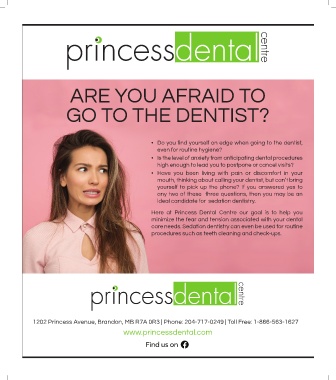 princessdental centre
ARE YOU AFRAID TO
GO TO THE DENTIST?
• Do you find yourself on edge when going to the dentist,
even for routine hygiene?
• Is the level of anxiety from anticipating dental procedures
high enough to lead you to postpone or cancel visits?
• Have you been living with pain or discomfort in your
mouth, thinking about calling your dentist, but can't bring
yourself to pick up the phone? If you answered yes to
any two of these three questions, then you may be an
ideal candidate for sedation dentistry.
Here at Princess Dental Centre our goal is to help you
minimize the fear and tension associated with your dental
care needs. Sedation dentistry can even be used for routine
procedures such as teeth cleaning and check-ups.
princessdental centre
1202 Princess Avenue, Brandon, MB R7A 0R3 | Phone: 204-717-0249 | Toll Free: 1-866-563-1627
www.princessdental.com
Find us on